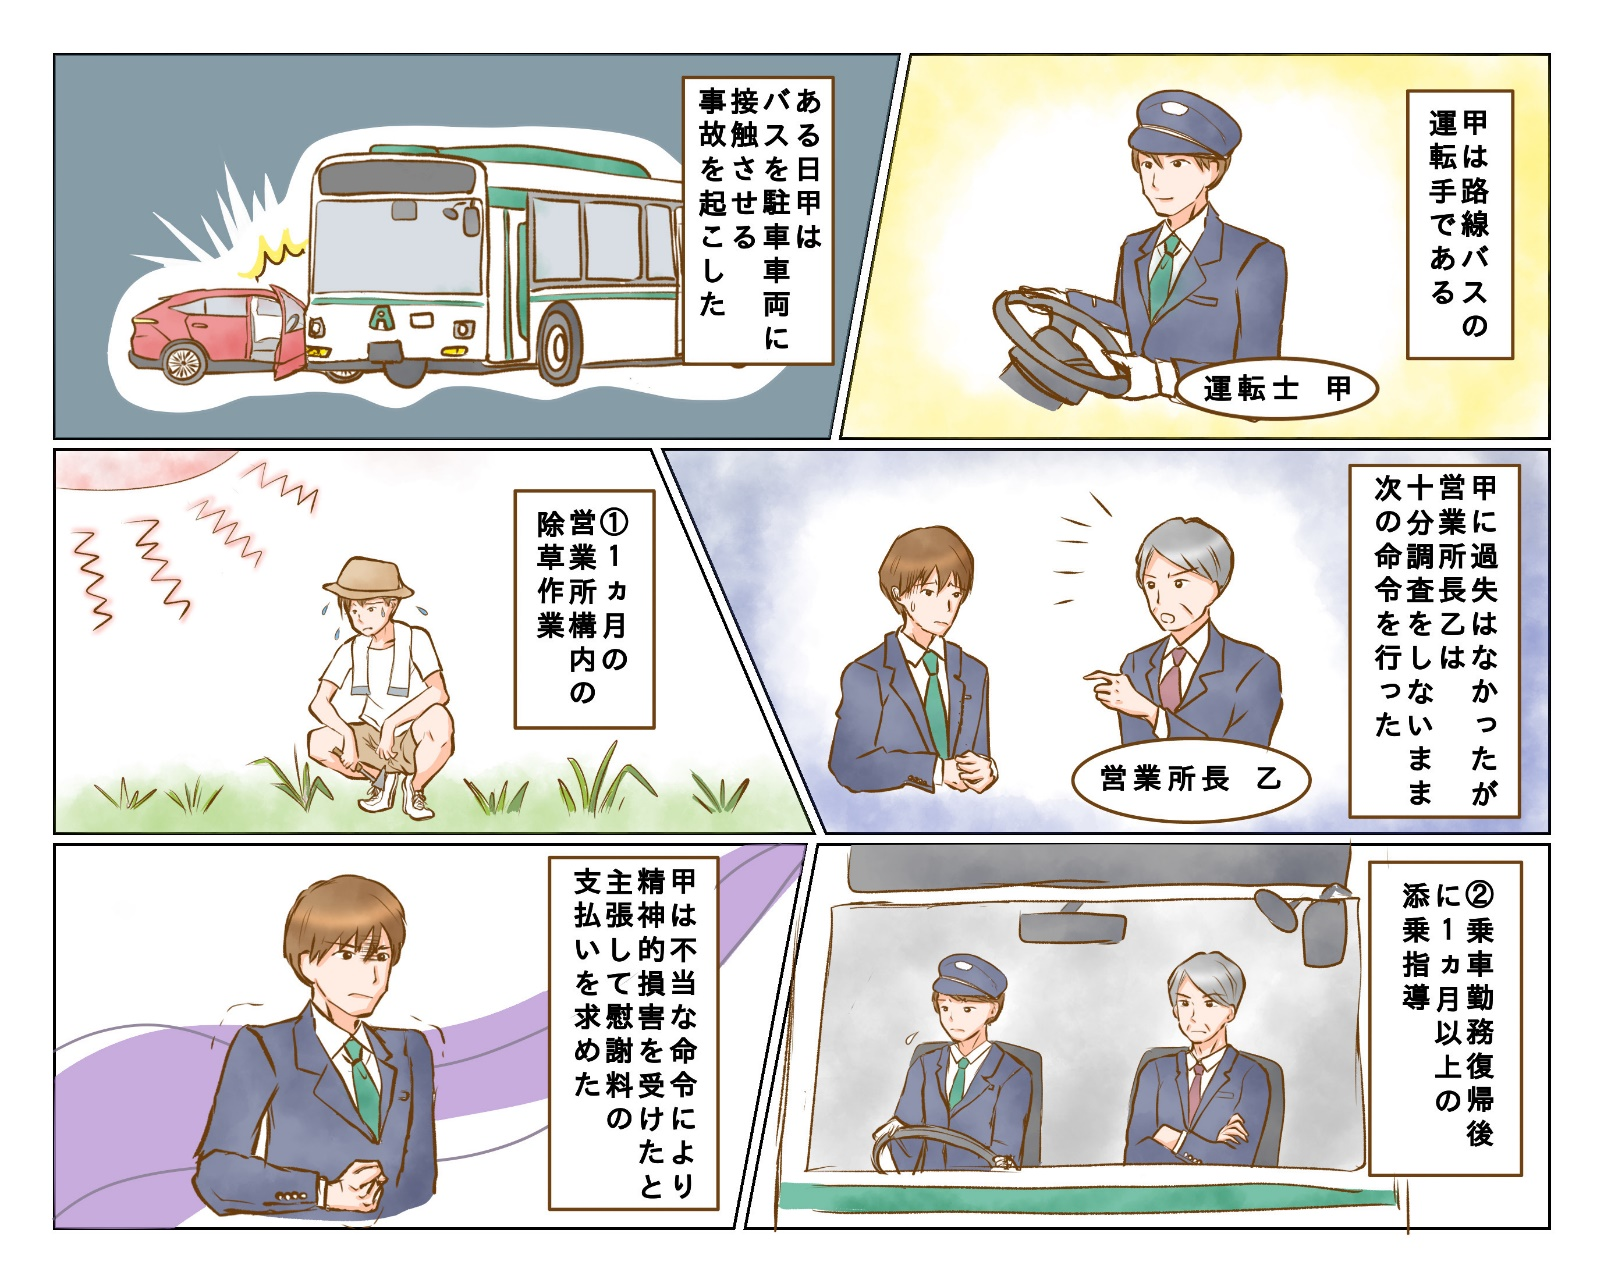 甲は路線バスの
運転手である
運転士 甲
ある日甲は
バスを駐車車両に
接触させる
事故を起こした
A
甲に過失はなかったが
営業所長乙は
十分調査をしないまま
次の命令を行った
営業所長 乙
①1ヵ月の
営業所構内の
除草作業
②乗車勤務復帰後
に1ヵ月以上の
添乗指導
甲は不当な命令により
精神的損害を受けたと
主張して慰謝料の
支払いを求めた